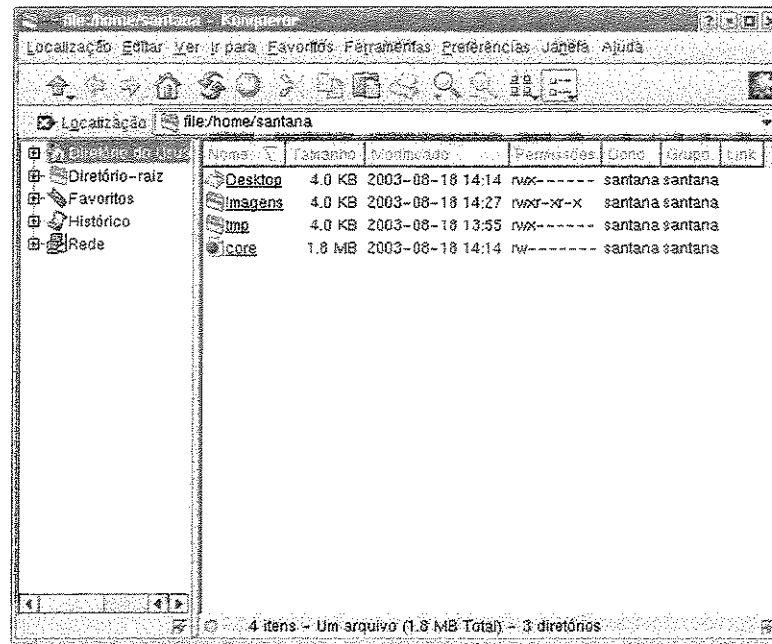 file:/home/santana - Konqueror
Localização Editar Ver Ir para Favoritos Ferramentas Preferências Janela Ajuda
Localização file:/home/santana
Diretório do
Diretório-raiz
Favoritos
Histórico
Rede
Nome Tamanho Modificado Permissões Dono Grupo Link
Desktop 4.0 KB 2003-08-18 14:14 rwx------ santana santana
Imagens 4.0 KB 2003-08-18 14:27 rwxr-xr-x santana santana
tmp 4.0 KB 2003-08-18 13:55 rwx------ santana santana
core 1.8 MB 2003-08-18 14:14 rw------- santana santana
4 itens - Um arquivo (1.8 MB Total) - 3 diretórios